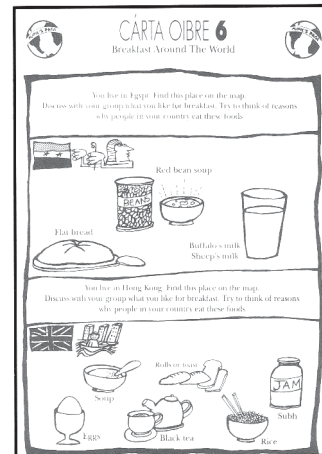 CÁRTA OIBRE 6
Breakfast Around The World
You live in Egypt. Find this place on the map.
Discuss with your group what you like for breakfast. Try to think of reasons
why people in your country eat these foods
Red bean soup
BEANS
Flat bread
Buffalo's milk
Sheep's milk
You live in Hong Kong. Find this place on the map.
Discuss with your group what you like for breakfast. Try to think of reasons
why people in your country eat these foods
Rolls or toast
Soup
JAM
Subh
Eggs
Black tea
Rice